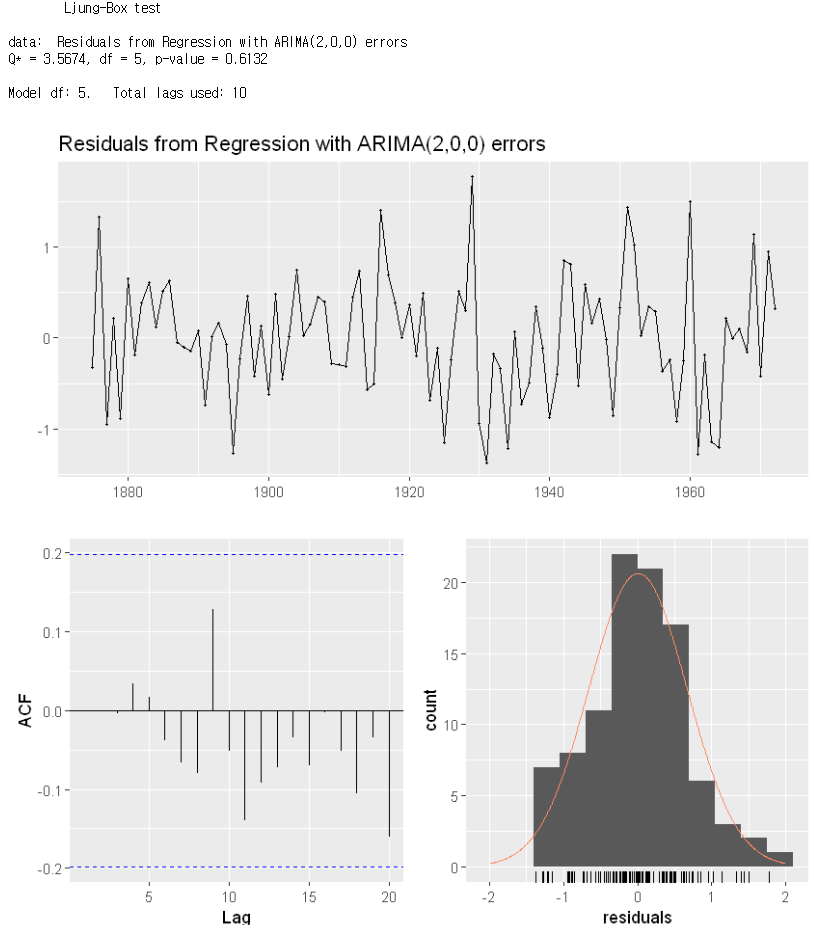 Ljung-Box test
data:  Residuals from Regression with ARIMA(2,0,0) errors
Q* = 3.5674, df = 5, p-value = 0.6132
Model df: 5.   Total lags used: 10
Residuals from Regression with ARIMA(2,0,0) errors
1
0
-1
1880 1900 1920 1940 1960
0.2
0.1
0.0
-0.1
-0.2
ACF
5 10 15 20
Lag
20
15
10
5
0
count
-2 -1 0 1 2
residuals